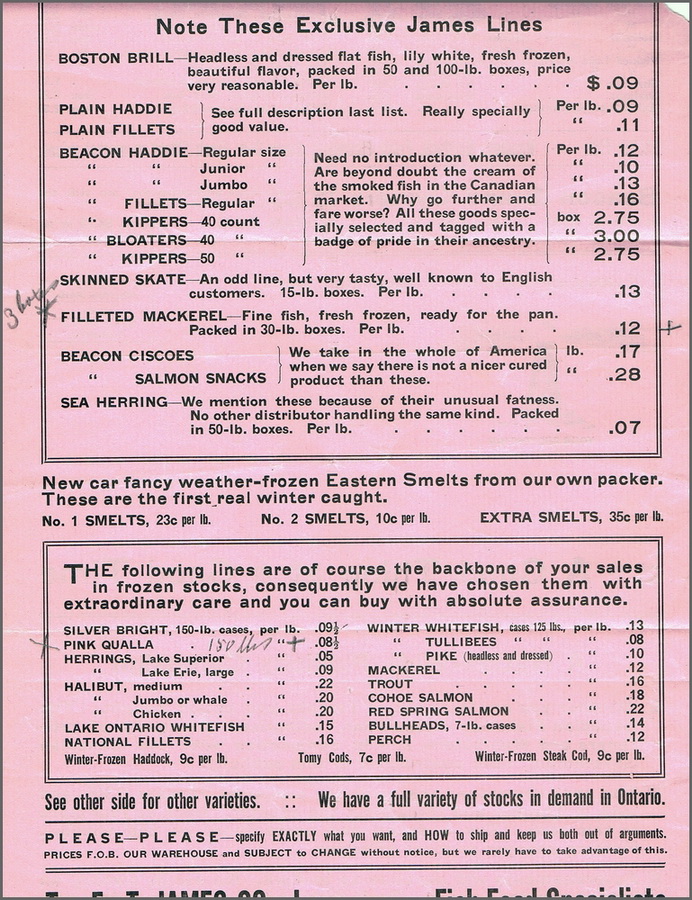 Note These Exclusive James Lines
BOSTON BRILL—Headless and dressed flat fish, lily white, fresh frozen,
beautiful flavor, packed in 50 and 100-lb. boxes, price
very reasonable. Per lb. . . . . . $ .09
PLAIN HADDIE
PLAIN FILLETS
See full description last list. Really specially
good value.
Per lb. .09
“ .11
BEACON HADDIE—Regular size
“ “ Junior “
“ “ Jumbo “
“ FILLETS—Regular “
“ KIPPERS—40 count
“ BLOATERS—40 “
“ KIPPERS—50 “
Need no introduction whatever.
Are beyond doubt the cream of
the smoked fish in the Canadian
market. Why go further and
fare worse? All these goods spec-
ially selected and tagged with a
badge of pride in their ancestry.
Per lb. .12
“ .10
“ .13
“ .16
box 2.75
“ 3.00
“ 2.75
SKINNED SKATE—An odd line, but very tasty, well known to English
customers. 15-lb. boxes. Per lb. . . . . .13
FILLETED MACKEREL—Fine fish, fresh frozen, ready for the pan.
Packed in 30-lb. boxes. Per lb. . . . . .12
BEACON CISCOES
“ SALMON SNACKS
We take in the whole of America
when we say there is not a nicer cured
product than these.
lb. .17
“ .28
SEA HERRING—We mention these because of their unusual fatness.
No other distributor handling the same kind. Packed
in 50-lb. boxes. Per lb. . . . . . .07
New car fancy weather-frozen Eastern Smelts from our own packer.
These are the first real winter caught.
No. 1 SMELTS, 23c per lb. No. 2 SMELTS, 10c per lb. EXTRA SMELTS, 35c per lb.
THE following lines are of course the backbone of your sales
in frozen stocks, consequently we have chosen them with
extraordinary care and you can buy with absolute assurance.
SILVER BRIGHT, 150-lb. cases, per lb. .09½
PINK QUALLA . 150 lbs “ .08½
HERRINGS, Lake Superior “ .05
“ Lake Erie, large . “ .09
HALIBUT, medium . “ .22
“ Jumbo or whale . “ .20
“ Chicken . . “ .20
LAKE ONTARIO WHITEFISH “ .15
NATIONAL FILLETS . . “ .16
WINTER WHITEFISH, cases 125 lbs., per lb. .13
“ TULLIBEES “ “ “ .08
“ PIKE (headless and dressed) . “ .10
MACKEREL . . . “ .12
TROUT . . . . “ .16
COHOE SALMON . . “ .18
RED SPRING SALMON . . “ .22
BULLHEADS, 7-lb. cases . “ .14
PERCH . . . . “ .12
Winter-Frozen Haddock, 9c per lb. Tomy Cods, 7c per lb. Winter-Frozen Steak Cod, 9c per lb.
See other side for other varieties. :: We have a full variety of stocks in demand in Ontario.
PLEASE—PLEASE—specify EXACTLY what you want, and HOW to ship and keep us both out of arguments.
PRICES F.O.B. OUR WAREHOUSE and SUBJECT to CHANGE without notice, but we rarely have to take advantage of this.
Fish Food Specialists